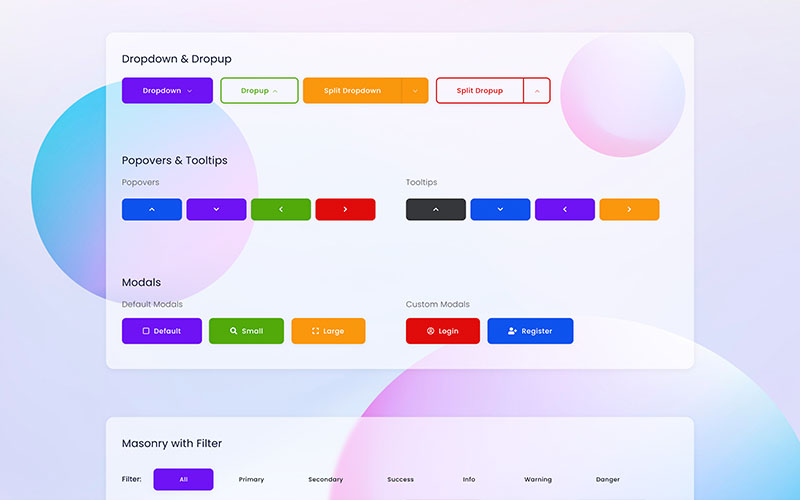 Dropdown & Dropup
Dropdown Dropup Split Dropdown Split Dropup
Popovers & Tooltips
Popovers Tooltips
Modals
Default Modals Custom Modals
Default Small Large Login Register
Masonry with Filter
Filter: All Primary Secondary Success Info Warning Danger